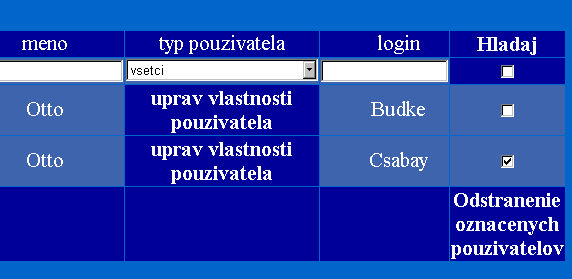 meno typ pouzivatela login Hladaj
vsetci
Otto uprav vlastnosti pouzivatela Budke
Otto uprav vlastnosti pouzivatela Csabay
Odstranenie
oznacenych
pouzivatelov